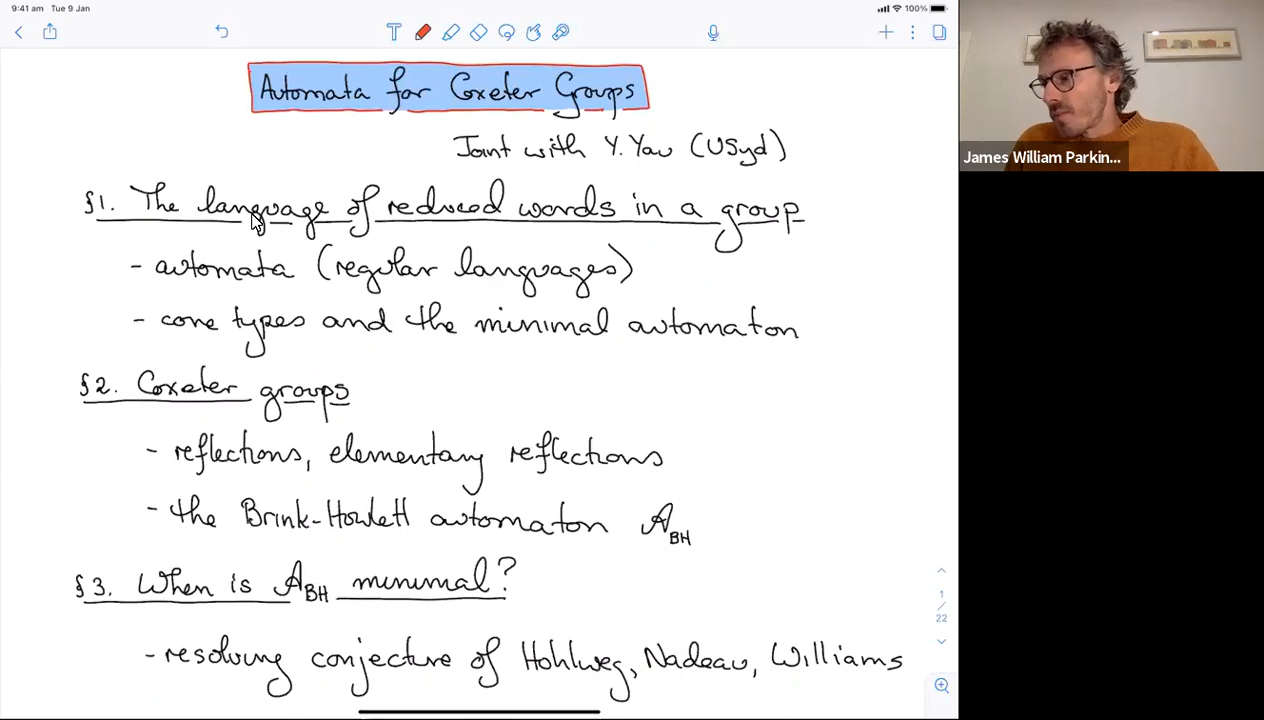 9:41 am Tue 9 Jan
100%
Automata for Coxeter Groups
Joint with Y. Yau (USyd)
§1. The language of reduced words in a group
- automata (regular languages)
- cone types and the minimal automaton
§2. Coxeter groups
- reflections, elementary reflections
- the Brink-Howlett automaton A_BH
§3. When is A_BH minimal?
- resolving conjecture of Hohlweg, Nadeau, Williams
1
/
22
James William Parkin...